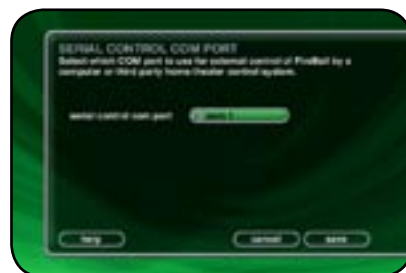 SERIAL CONTROL COM PORT
Select which COM port to use for external control of FireBall by a
computer or third party home theater control system.
serial control com port
help cancel save